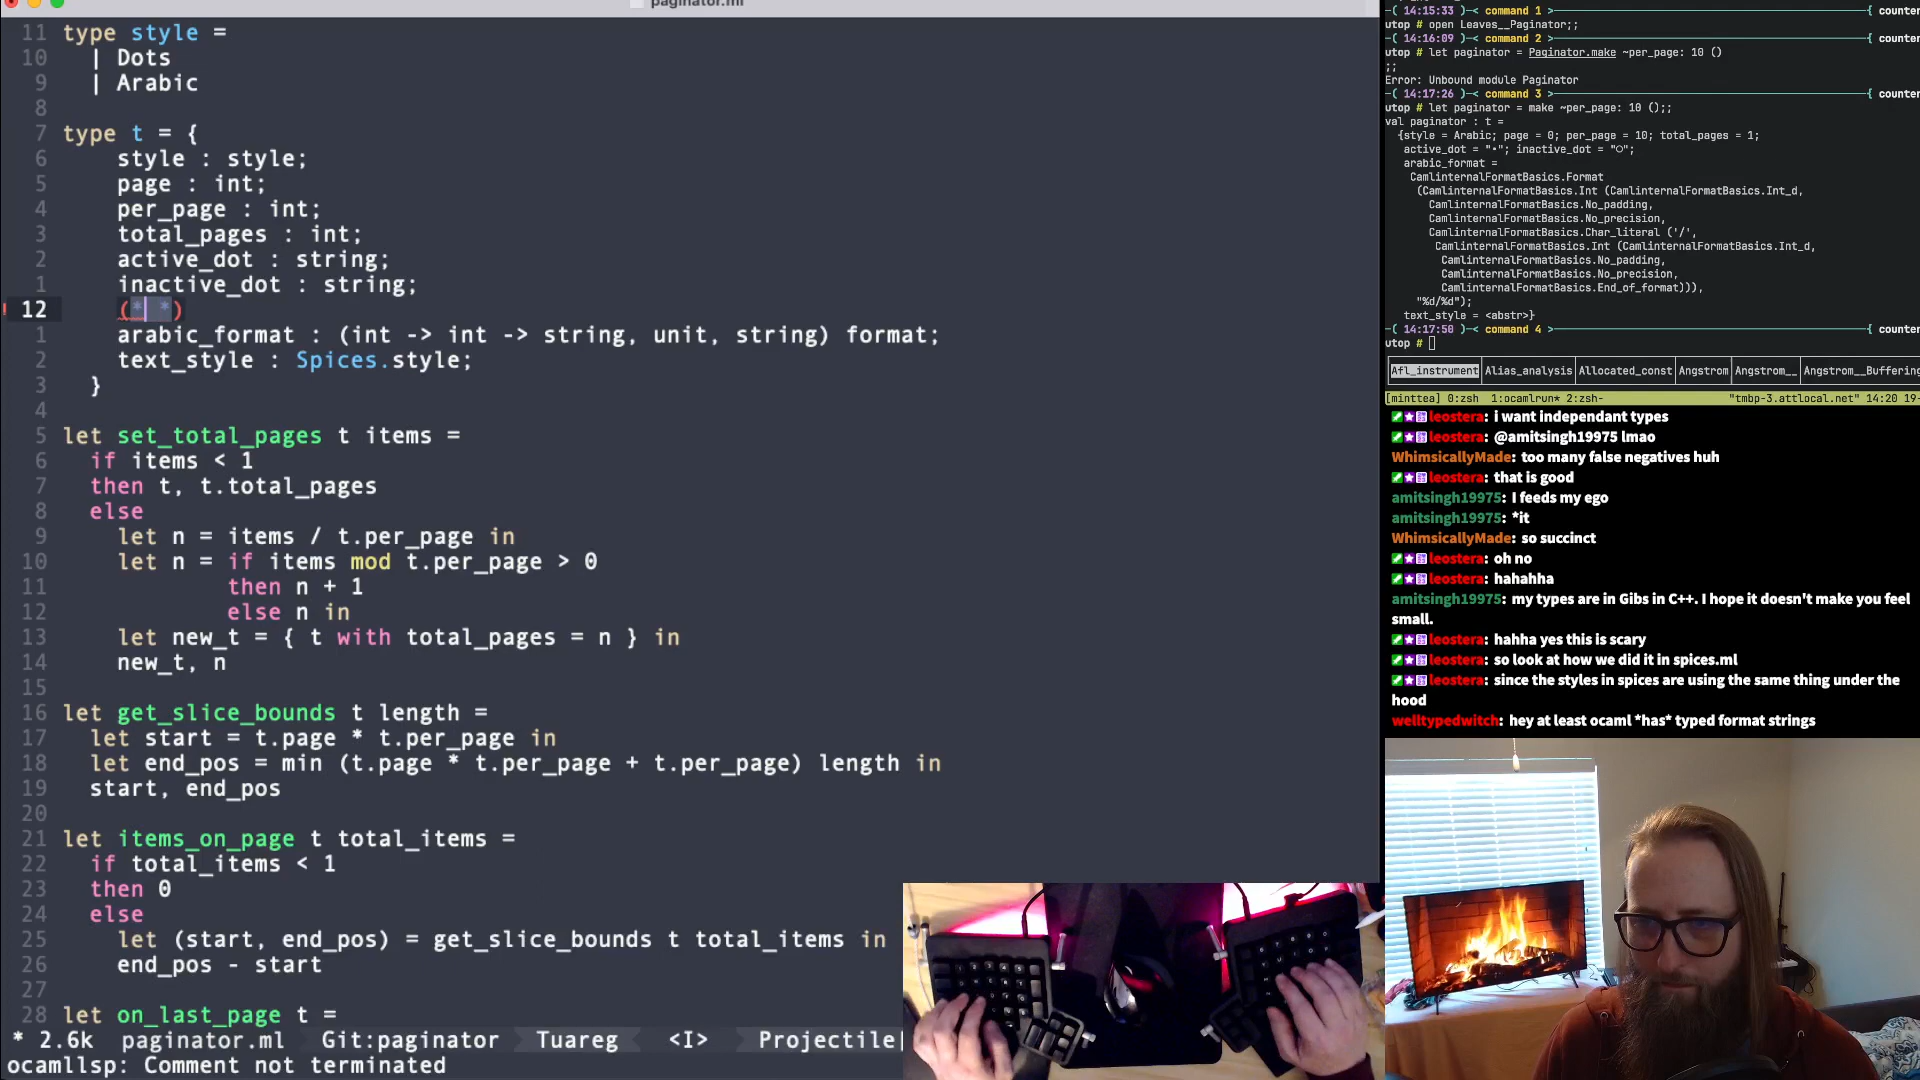 paginator.ml
11 type style =
10 | Dots
9 | Arabic
8
7 type t = {
6 style : style;
5 page : int;
4 per_page : int;
3 total_pages : int;
2 active_dot : string;
1 inactive_dot : string;
12 (* *)
1 arabic_format : (int -> int -> string, unit, string) format;
2 text_style : Spices.style;
3 }
4
5 let set_total_pages t items =
6 if items < 1
7 then t, t.total_pages
8 else
9 let n = items / t.per_page in
10 let n = if items mod t.per_page > 0
11 then n + 1
12 else n in
13 let new_t = { t with total_pages = n } in
14 new_t, n
15
16 let get_slice_bounds t length =
17 let start = t.page * t.per_page in
18 let end_pos = min (t.page * t.per_page + t.per_page) length in
19 start, end_pos
20
21 let items_on_page t total_items =
22 if total_items < 1
23 then 0
24 else
25 let (start, end_pos) = get_slice_bounds t total_items in
26 end_pos - start
27
28 let on_last_page t =
* 2.6k paginator.ml Git:paginator Tuareg <I> Projectile
ocamllsp: Comment not terminated
-( 14:15:33 )-< command 1 >-{ counter
utop # open Leaves__Paginator;;
-( 14:16:09 )-< command 2 >-{ counter
utop # let paginator = Paginator.make ~per_page: 10 ()
;;
Error: Unbound module Paginator
-( 14:17:26 )-< command 3 >-{ counter
utop # let paginator = make ~per_page: 10 ();;
val paginator : t =
{style = Arabic; page = 0; per_page = 10; total_pages = 1;
active_dot = "•"; inactive_dot = "○";
arabic_format =
CamlinternalFormatBasics.Format
(CamlinternalFormatBasics.Int (CamlinternalFormatBasics.Int_d,
CamlinternalFormatBasics.No_padding,
CamlinternalFormatBasics.No_precision,
CamlinternalFormatBasics.Char_literal ('/',
CamlinternalFormatBasics.Int (CamlinternalFormatBasics.Int_d,
CamlinternalFormatBasics.No_padding,
CamlinternalFormatBasics.No_precision,
CamlinternalFormatBasics.End_of_format))),
"%d/%d");
text_style = <abstr>}
-( 14:17:50 )-< command 4 >-{ counter
utop #
Afl_instrument Alias_analysis Allocated_const Angstrom Angstrom__ Angstrom__Buffering
[minttea] 0:zsh 1:ocamlrun* 2:zsh- "tmbp-3.attlocal.net" 14:20 19-
leostera: i want independant types
leostera: @amitsingh19975 lmao
WhimsicallyMade: too many false negatives huh
leostera: that is good
amitsingh19975: I feeds my ego
amitsingh19975: *it
WhimsicallyMade: so succinct
leostera: oh no
leostera: hahahha
amitsingh19975: my types are in Gibs in C++. I hope it doesn't make you feel
small.
leostera: hahha yes this is scary
leostera: so look at how we did it in spices.ml
leostera: since the styles in spices are using the same thing under the
hood
welltypedwitch: hey at least ocaml *has* typed format strings